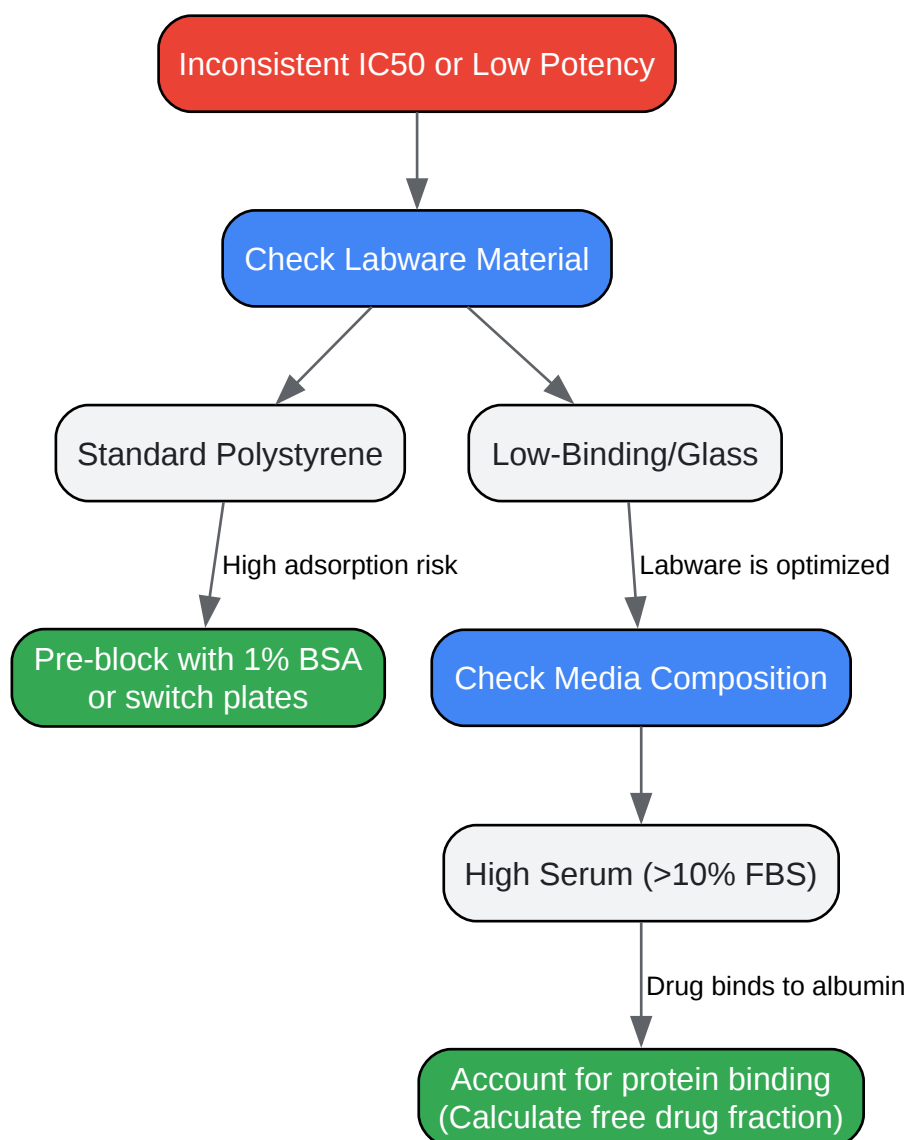 Inconsistent IC50 or Low Potency
Check Labware Material
Standard Polystyrene
Low-Binding/Glass
High adsorption risk
Labware is optimized
Pre-block with 1% BSA
or switch plates
Check Media Composition
High Serum (>10% FBS)
Drug binds to albumin
Account for protein binding
(Calculate free drug fraction)